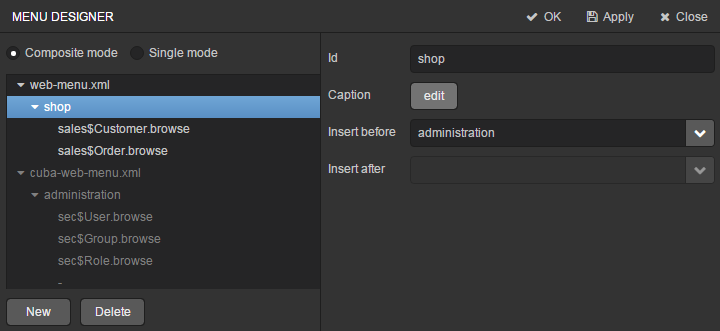 MENU DESIGNER
OK Apply Close
Composite mode Single mode
web-menu.xml
shop
sales$Customer.browse
sales$Order.browse
cuba-web-menu.xml
administration
sec$User.browse
sec$Group.browse
sec$Role.browse
-
New Delete
Id shop
Caption edit
Insert before administration
Insert after